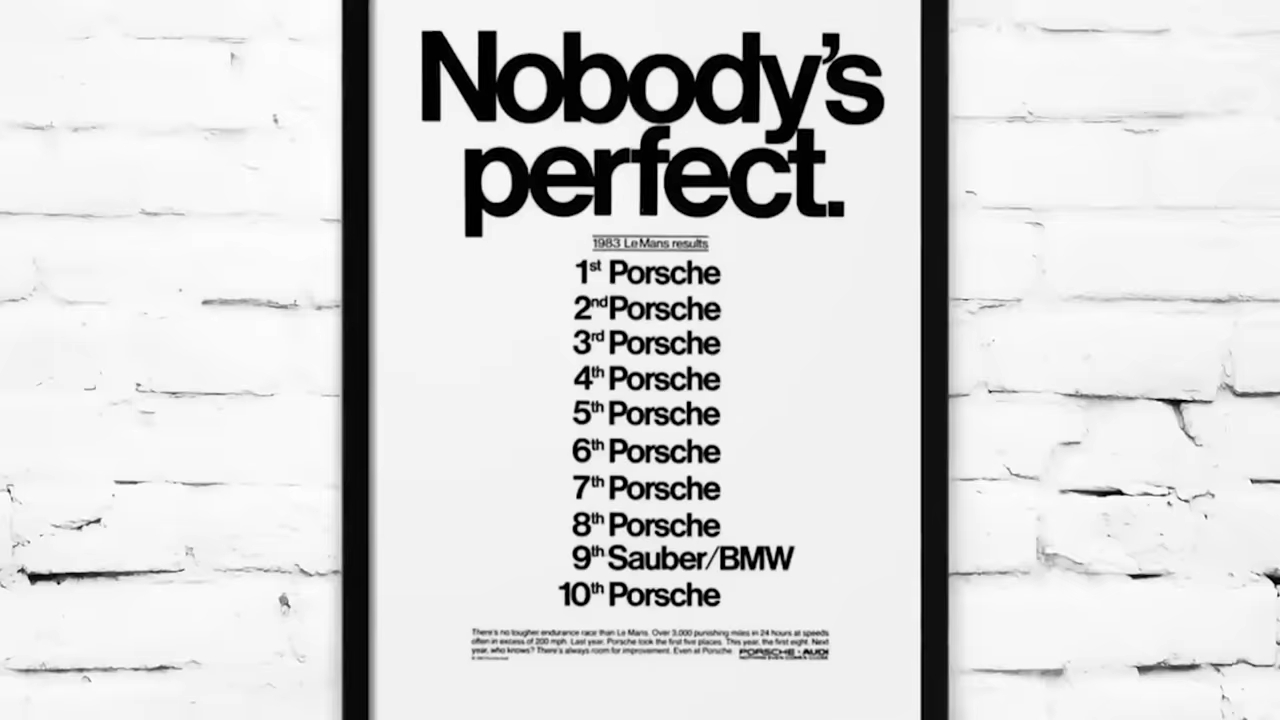 Nobody's
perfect.
1983 Le Mans results
1st Porsche
2nd Porsche
3rd Porsche
4th Porsche
5th Porsche
6th Porsche
7th Porsche
8th Porsche
9th Sauber/BMW
10th Porsche
There's no tougher endurance race than Le Mans. Over 3,000 punishing miles in 24 hours at speeds
often in excess of 200 mph. Last year, Porsche took the first five places. This year, the first eight. Next
year, who knows? There's always room for improvement. Even at Porsche. PORSCHE + AUDI
NOTHING EVEN COMES CLOSE